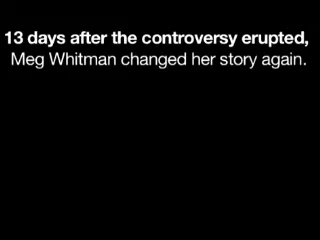 13 days after the controversy erupted,
Meg Whitman changed her story again.